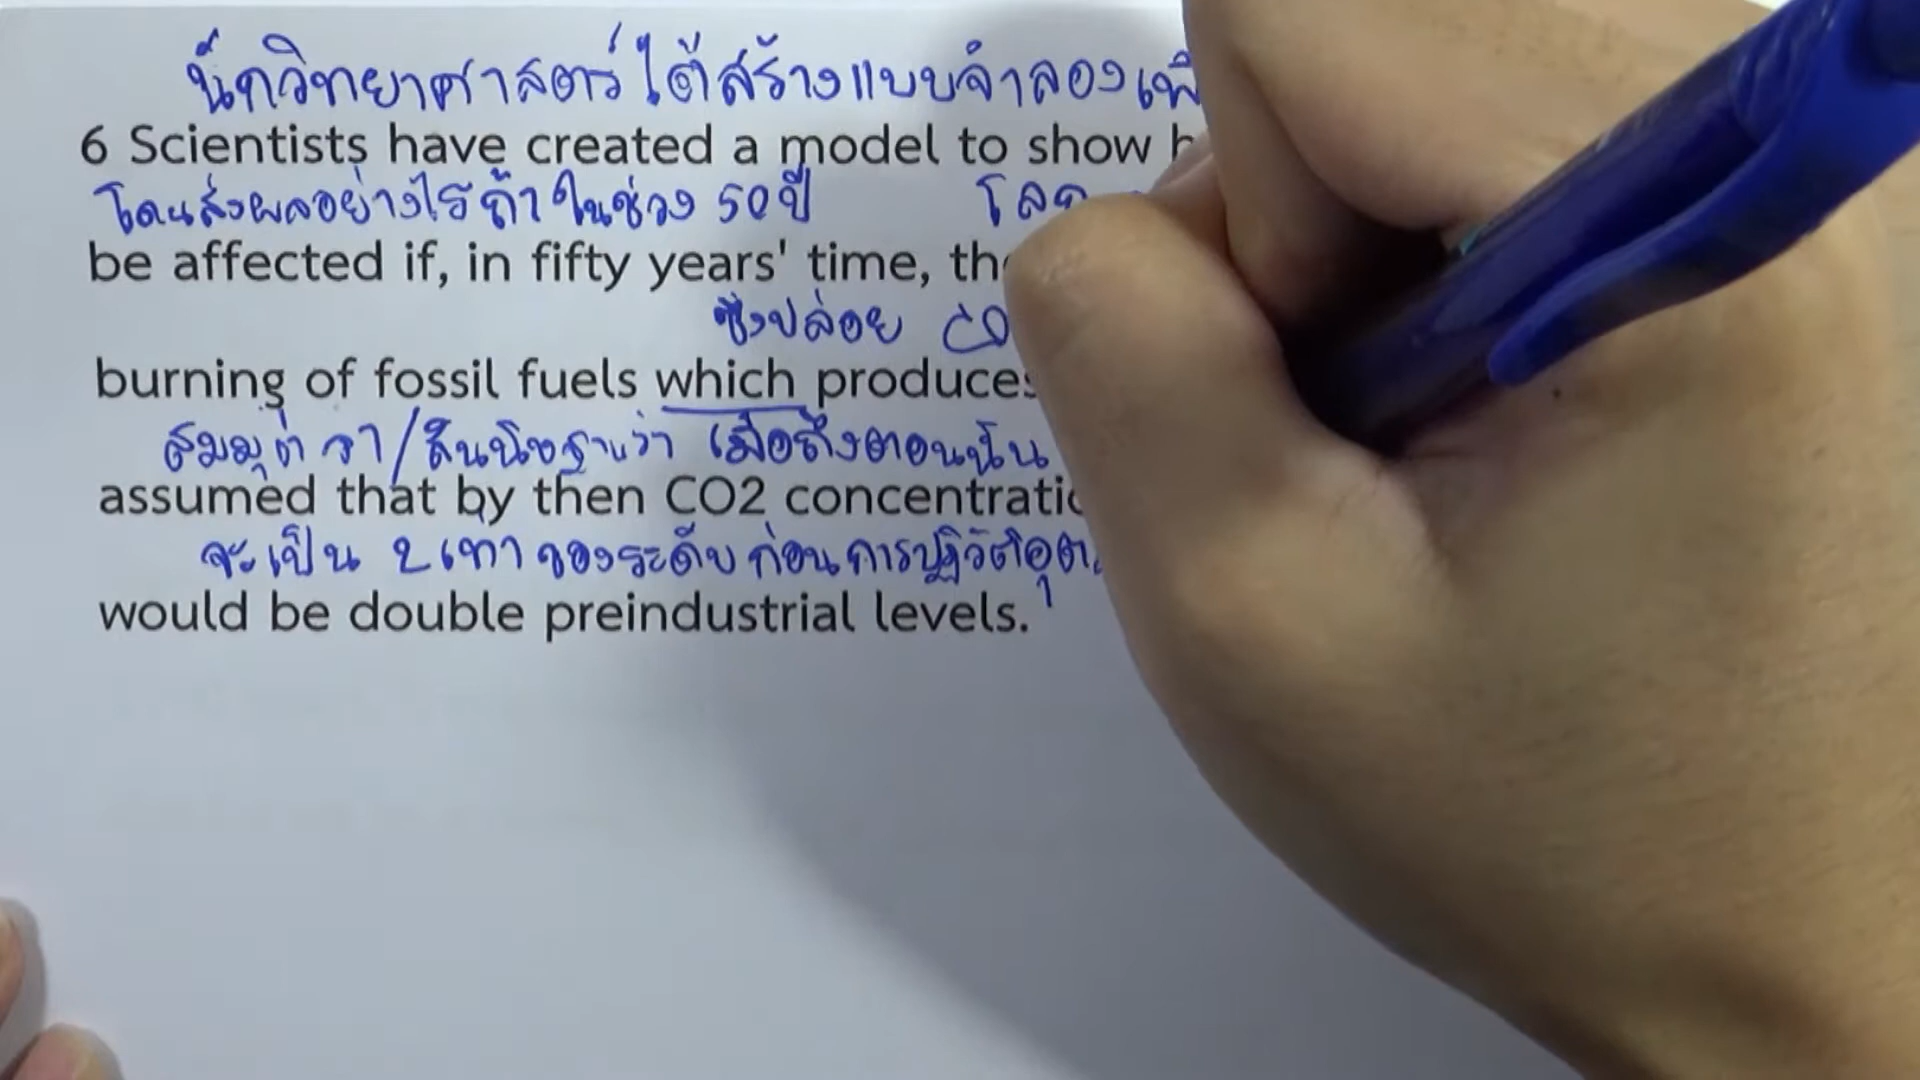 นักวิทยาศาสตร์ ได้สร้างแบบจำลองเพื
6 Scientists have created a model to show h
โดนส่งผลอย่างไร ถ้า ในช่วง 50 ปี โลก
be affected if, in fifty years' time, the
ซึ่งปล่อย CO
burning of fossil fuels which produces
สมมุติว่า / สันนิษฐานว่า เมื่อถึงตอนนั้น
assumed that by then CO2 concentratio
จะเป็น 2 เท่า ของระดับ ก่อน การปฏิวัติอุต
would be double preindustrial levels.